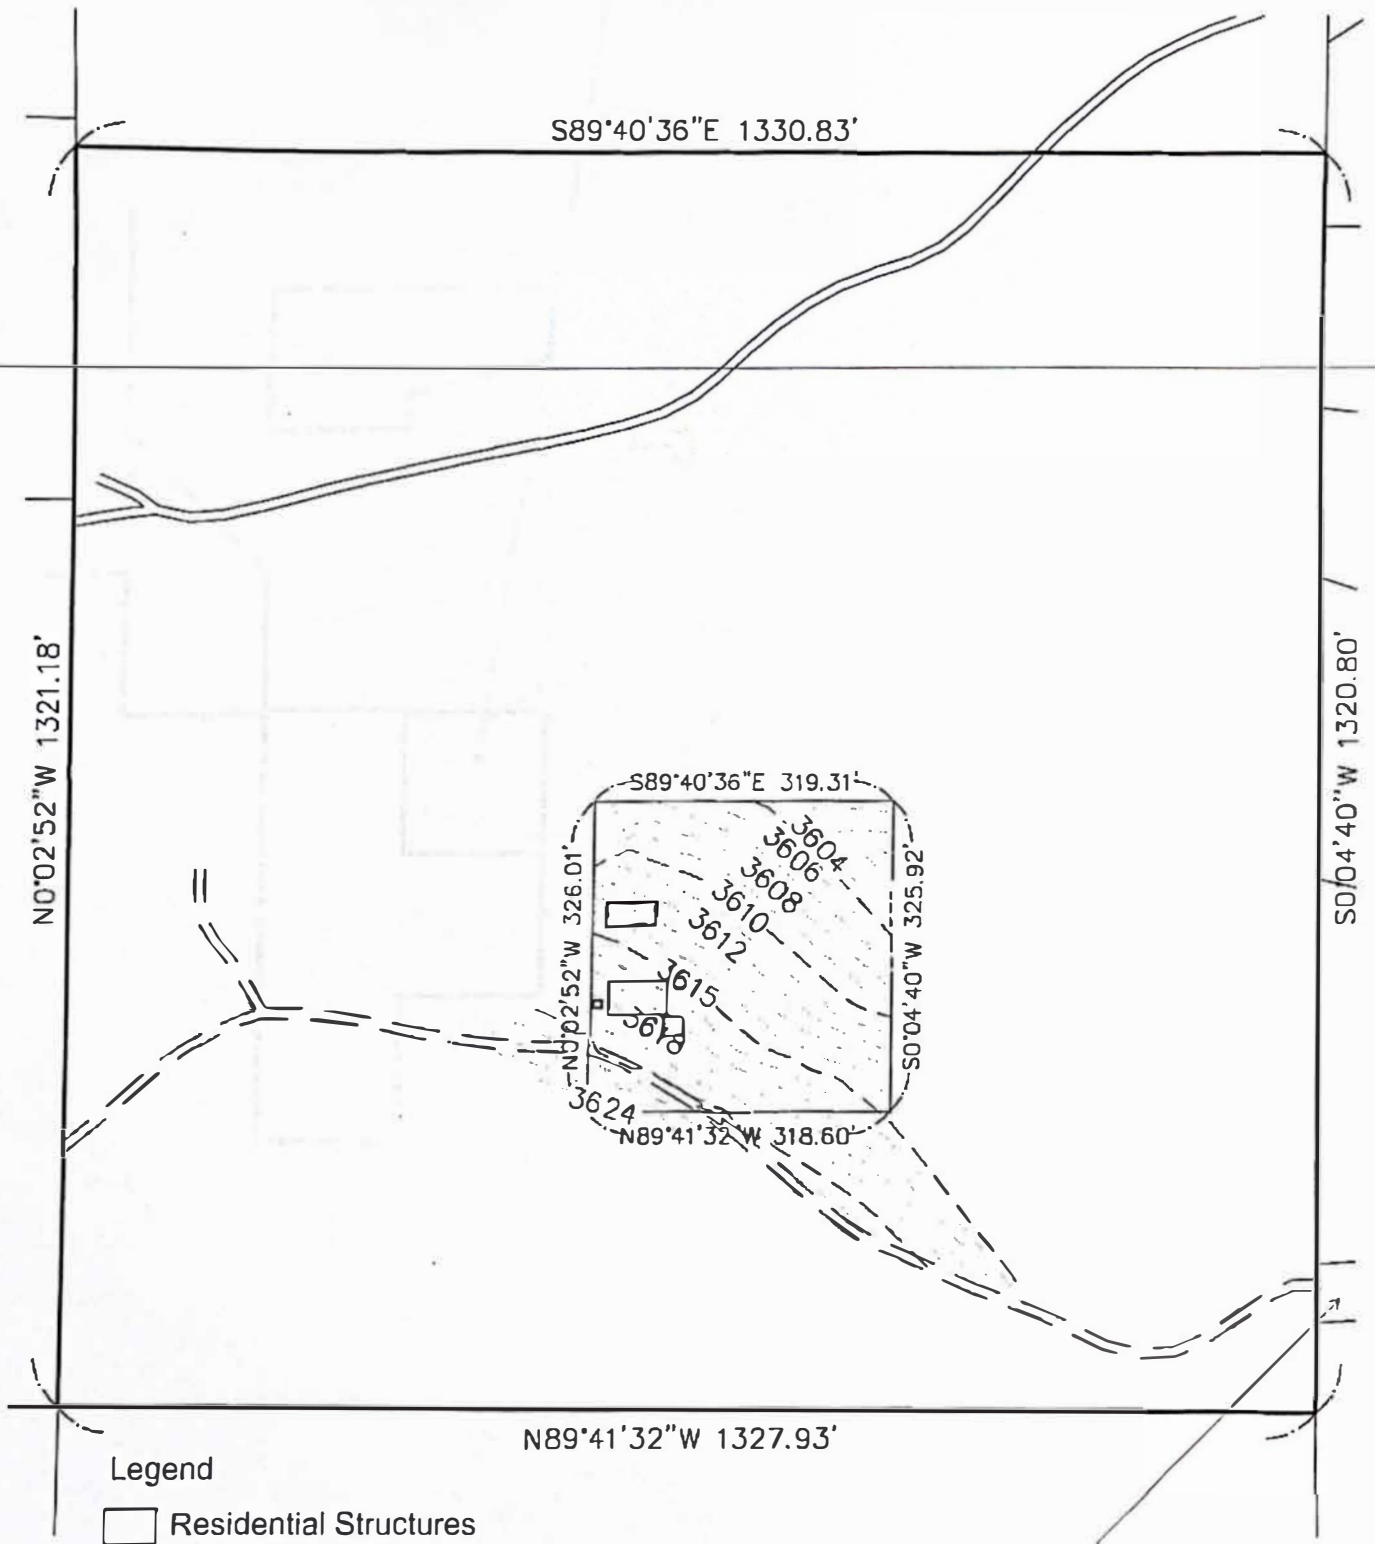 S89°40'36"E 1330.83'
N0°02'52"W 1321.18'
S0°04'40"W 1320.80'
S89°40'36"E 319.31'
N0°02'52"W 326.01'
S0°04'40"W 325.92'
3604
3606
3608
3610
3612
3615
3618
3624
N89°41'32"W 318.60'
N89°41'32"W 1327.93'
Legend
Residential Structures